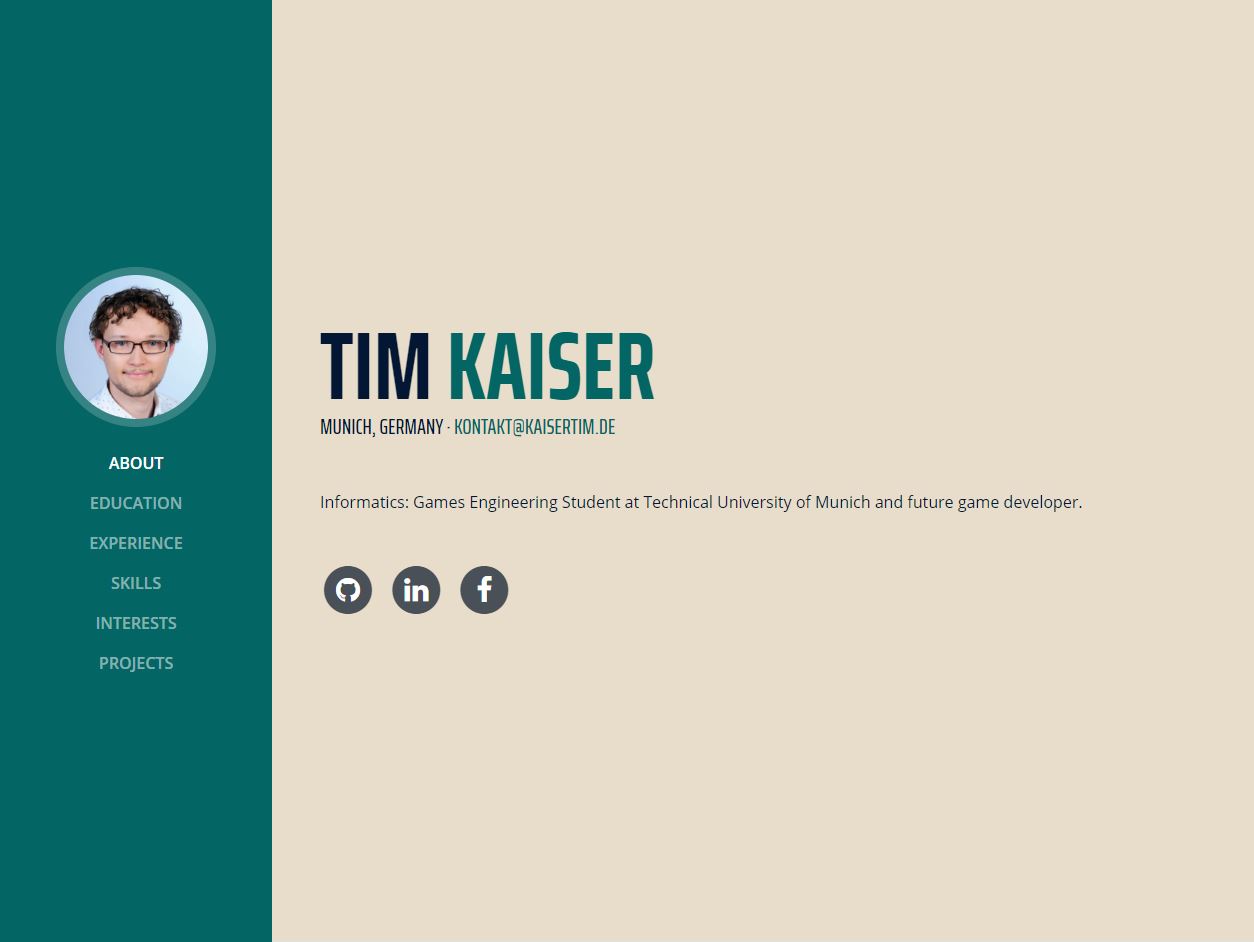 ABOUT
EDUCATION
EXPERIENCE
SKILLS
INTERESTS
PROJECTS
TIM KAISER
MUNICH, GERMANY · KONTAKT@KAISERTIM.DE
Informatics: Games Engineering Student at Technical University of Munich and future game developer.
in f